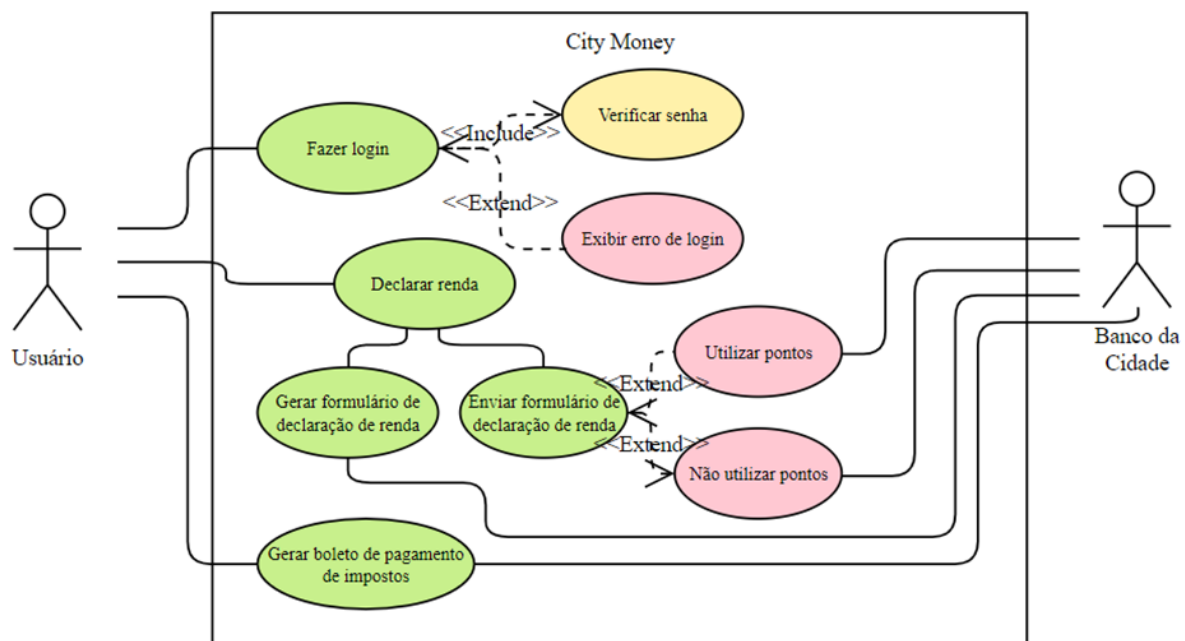 City Money
Verificar senha
<<Include>>
Fazer login
<<Extend>>
Exibir erro de login
Declarar renda
Usuário
Banco da
Cidade
Utilizar pontos
<<Extend>>
Gerar formulário de
declaração de renda
Enviar formulário de
declaração de renda
<<Extend>>
Não utilizar pontos
Gerar boleto de pagamento
de impostos